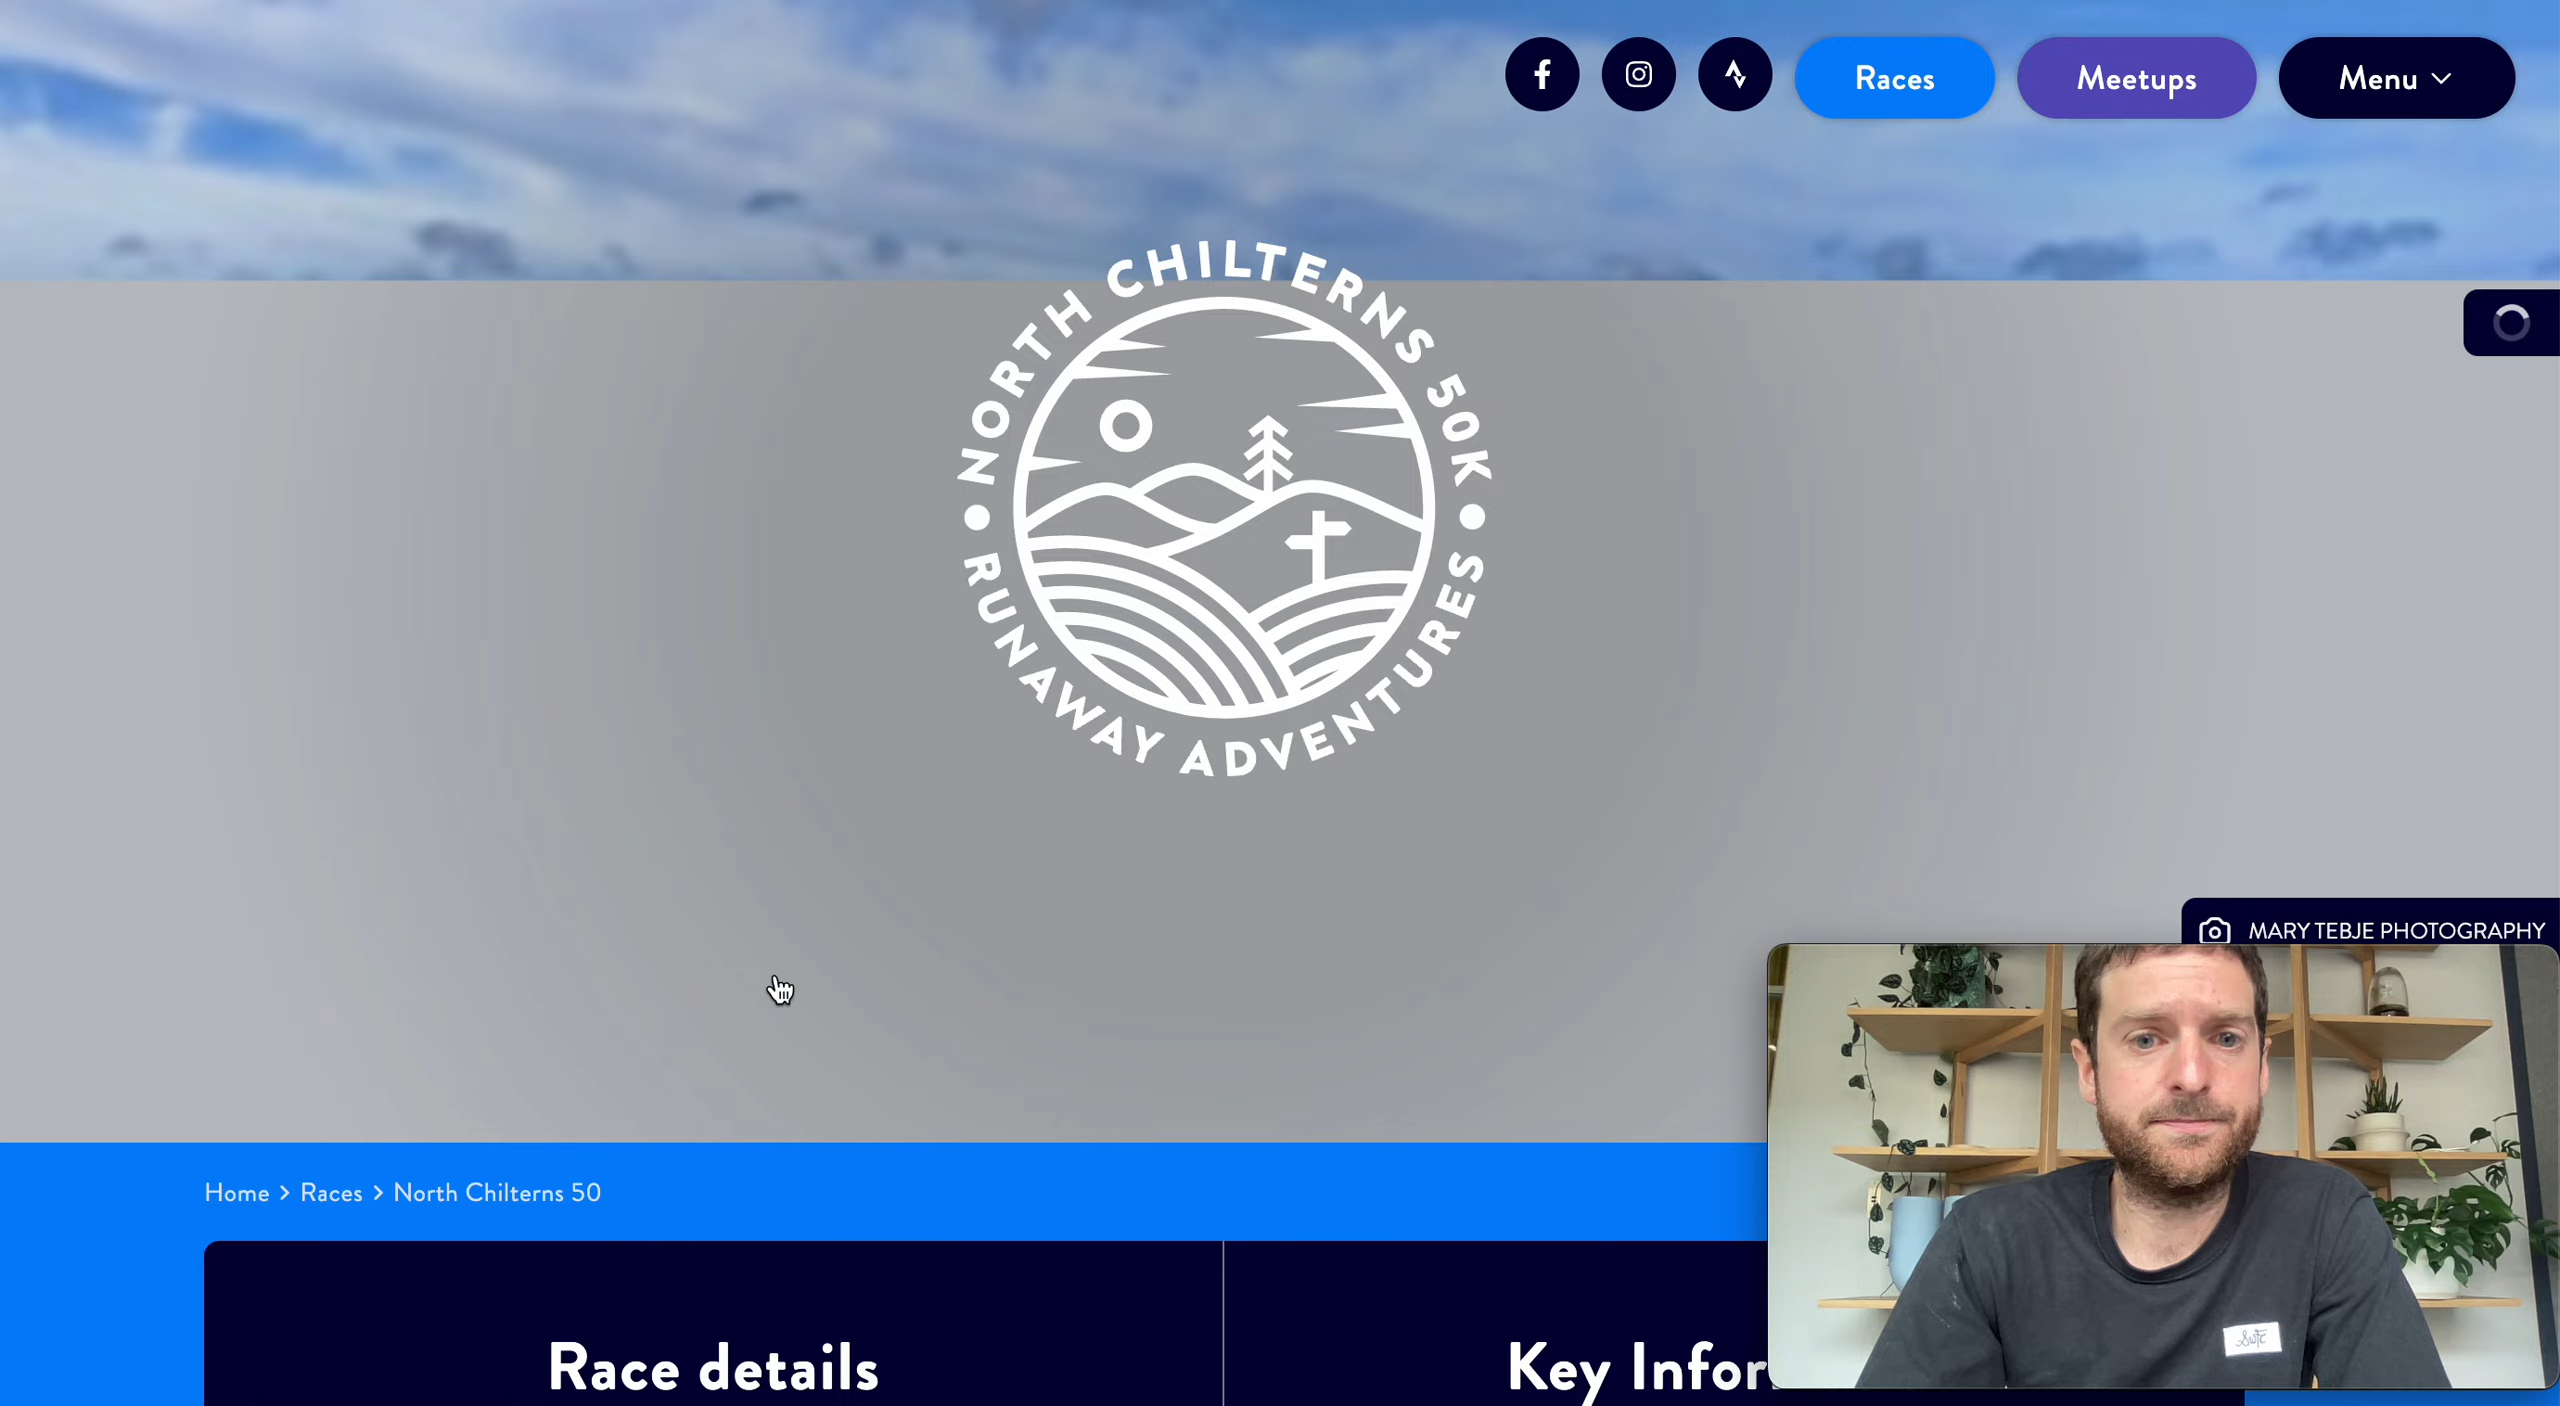 Races
Meetups
Menu
NORTH CHILTERNS 50K
RUNAWAY ADVENTURES
MARY TEBJE PHOTOGRAPHY
Home > Races > North Chilterns 50
Race details
Key Infor